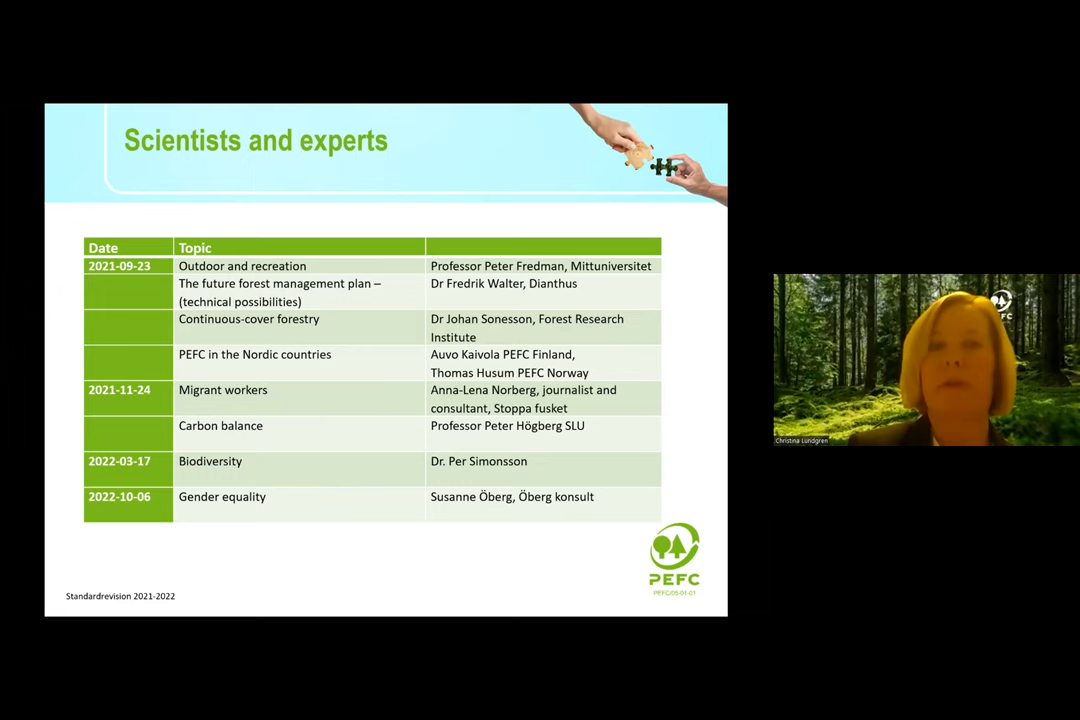 Scientists and experts
Date Topic
2021-09-23 Outdoor and recreation Professor Peter Fredman, Mittuniversitet
The future forest management plan – Dr Fredrik Walter, Dianthus
(technical possibilities)
Continuous-cover forestry Dr Johan Sonesson, Forest Research
Institute
PEFC in the Nordic countries Auvo Kaivola PEFC Finland,
Thomas Husum PEFC Norway
2021-11-24 Migrant workers Anna-Lena Norberg, journalist and
consultant, Stoppa fusket
Carbon balance Professor Peter Högberg SLU
2022-03-17 Biodiversity Dr. Per Simonsson
2022-10-06 Gender equality Susanne Öberg, Öberg konsult
PEFC
PEFC/05-01-01
Standardrevision 2021-2022
Christina Lundgren